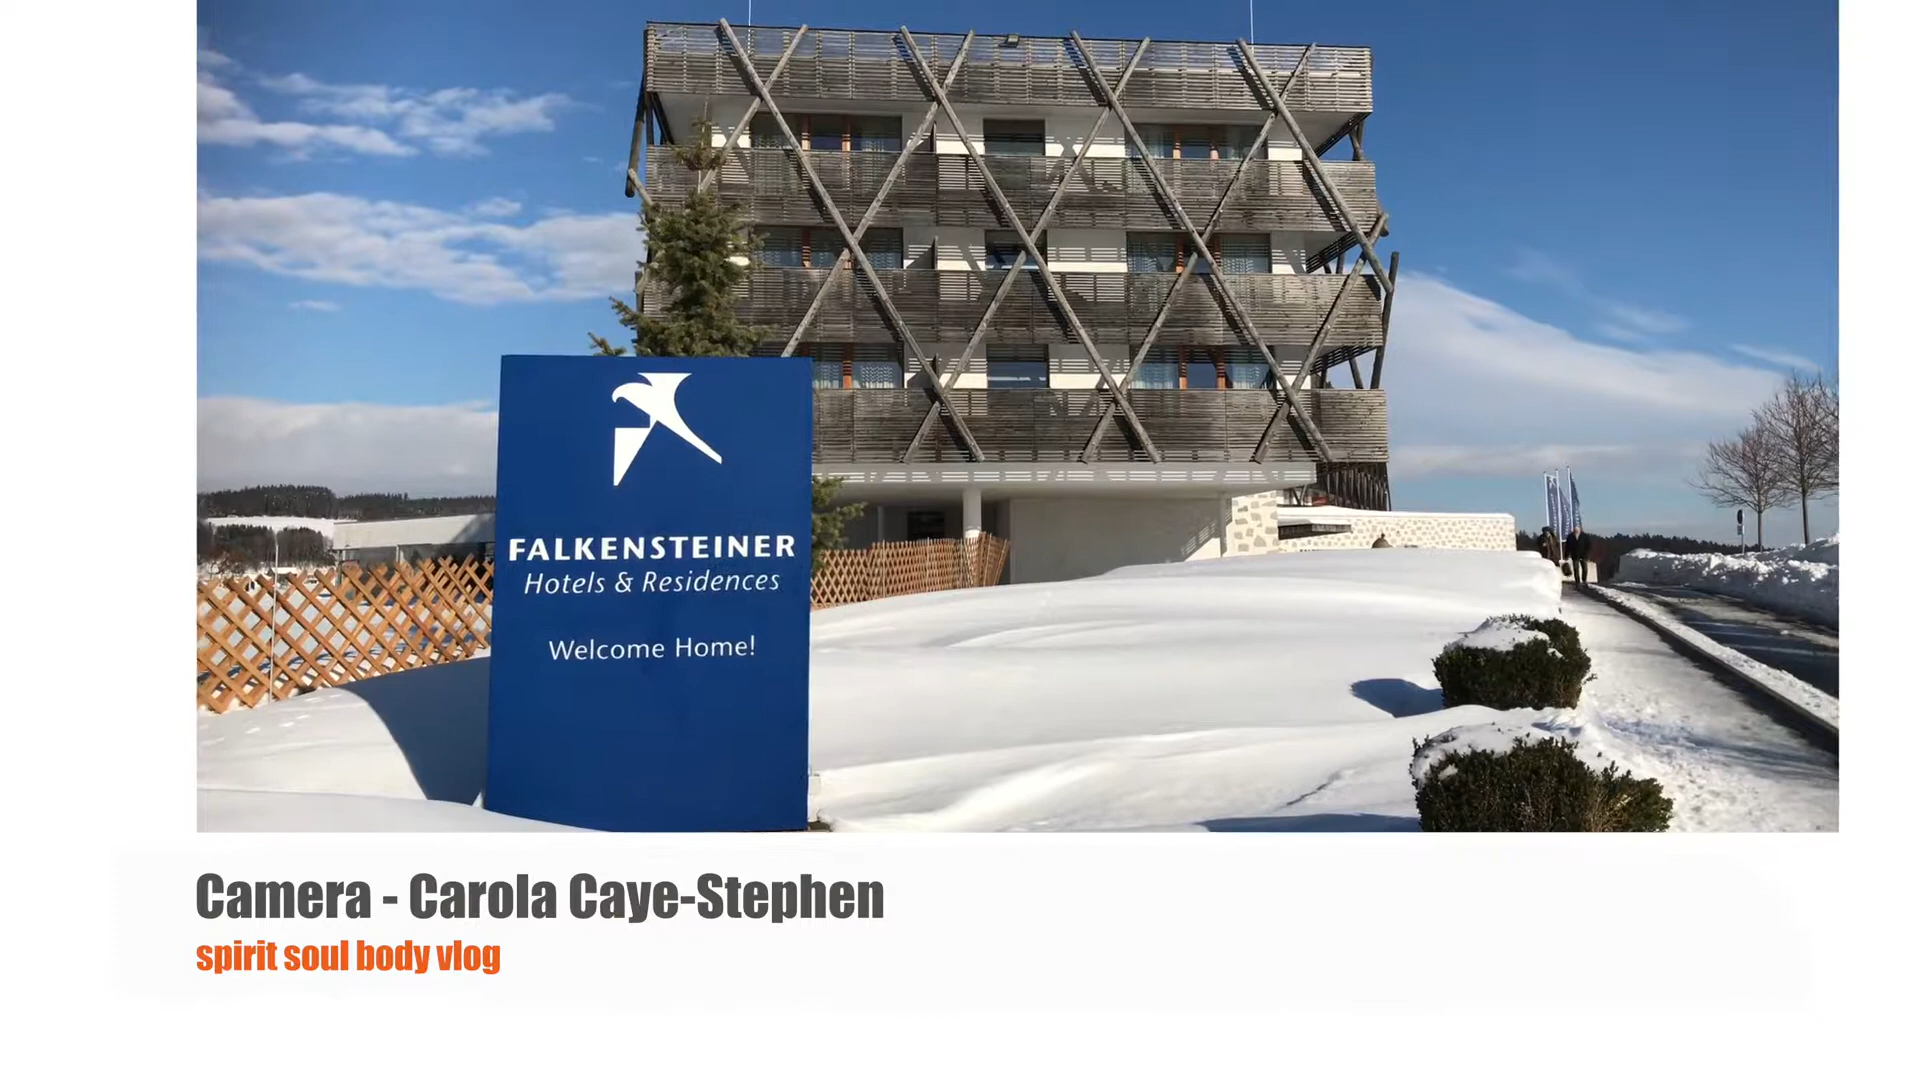 FALKENSTEINER
Hotels & Residences
Welcome Home!
Camera - Carola Caye-Stephen
spirit soul body vlog